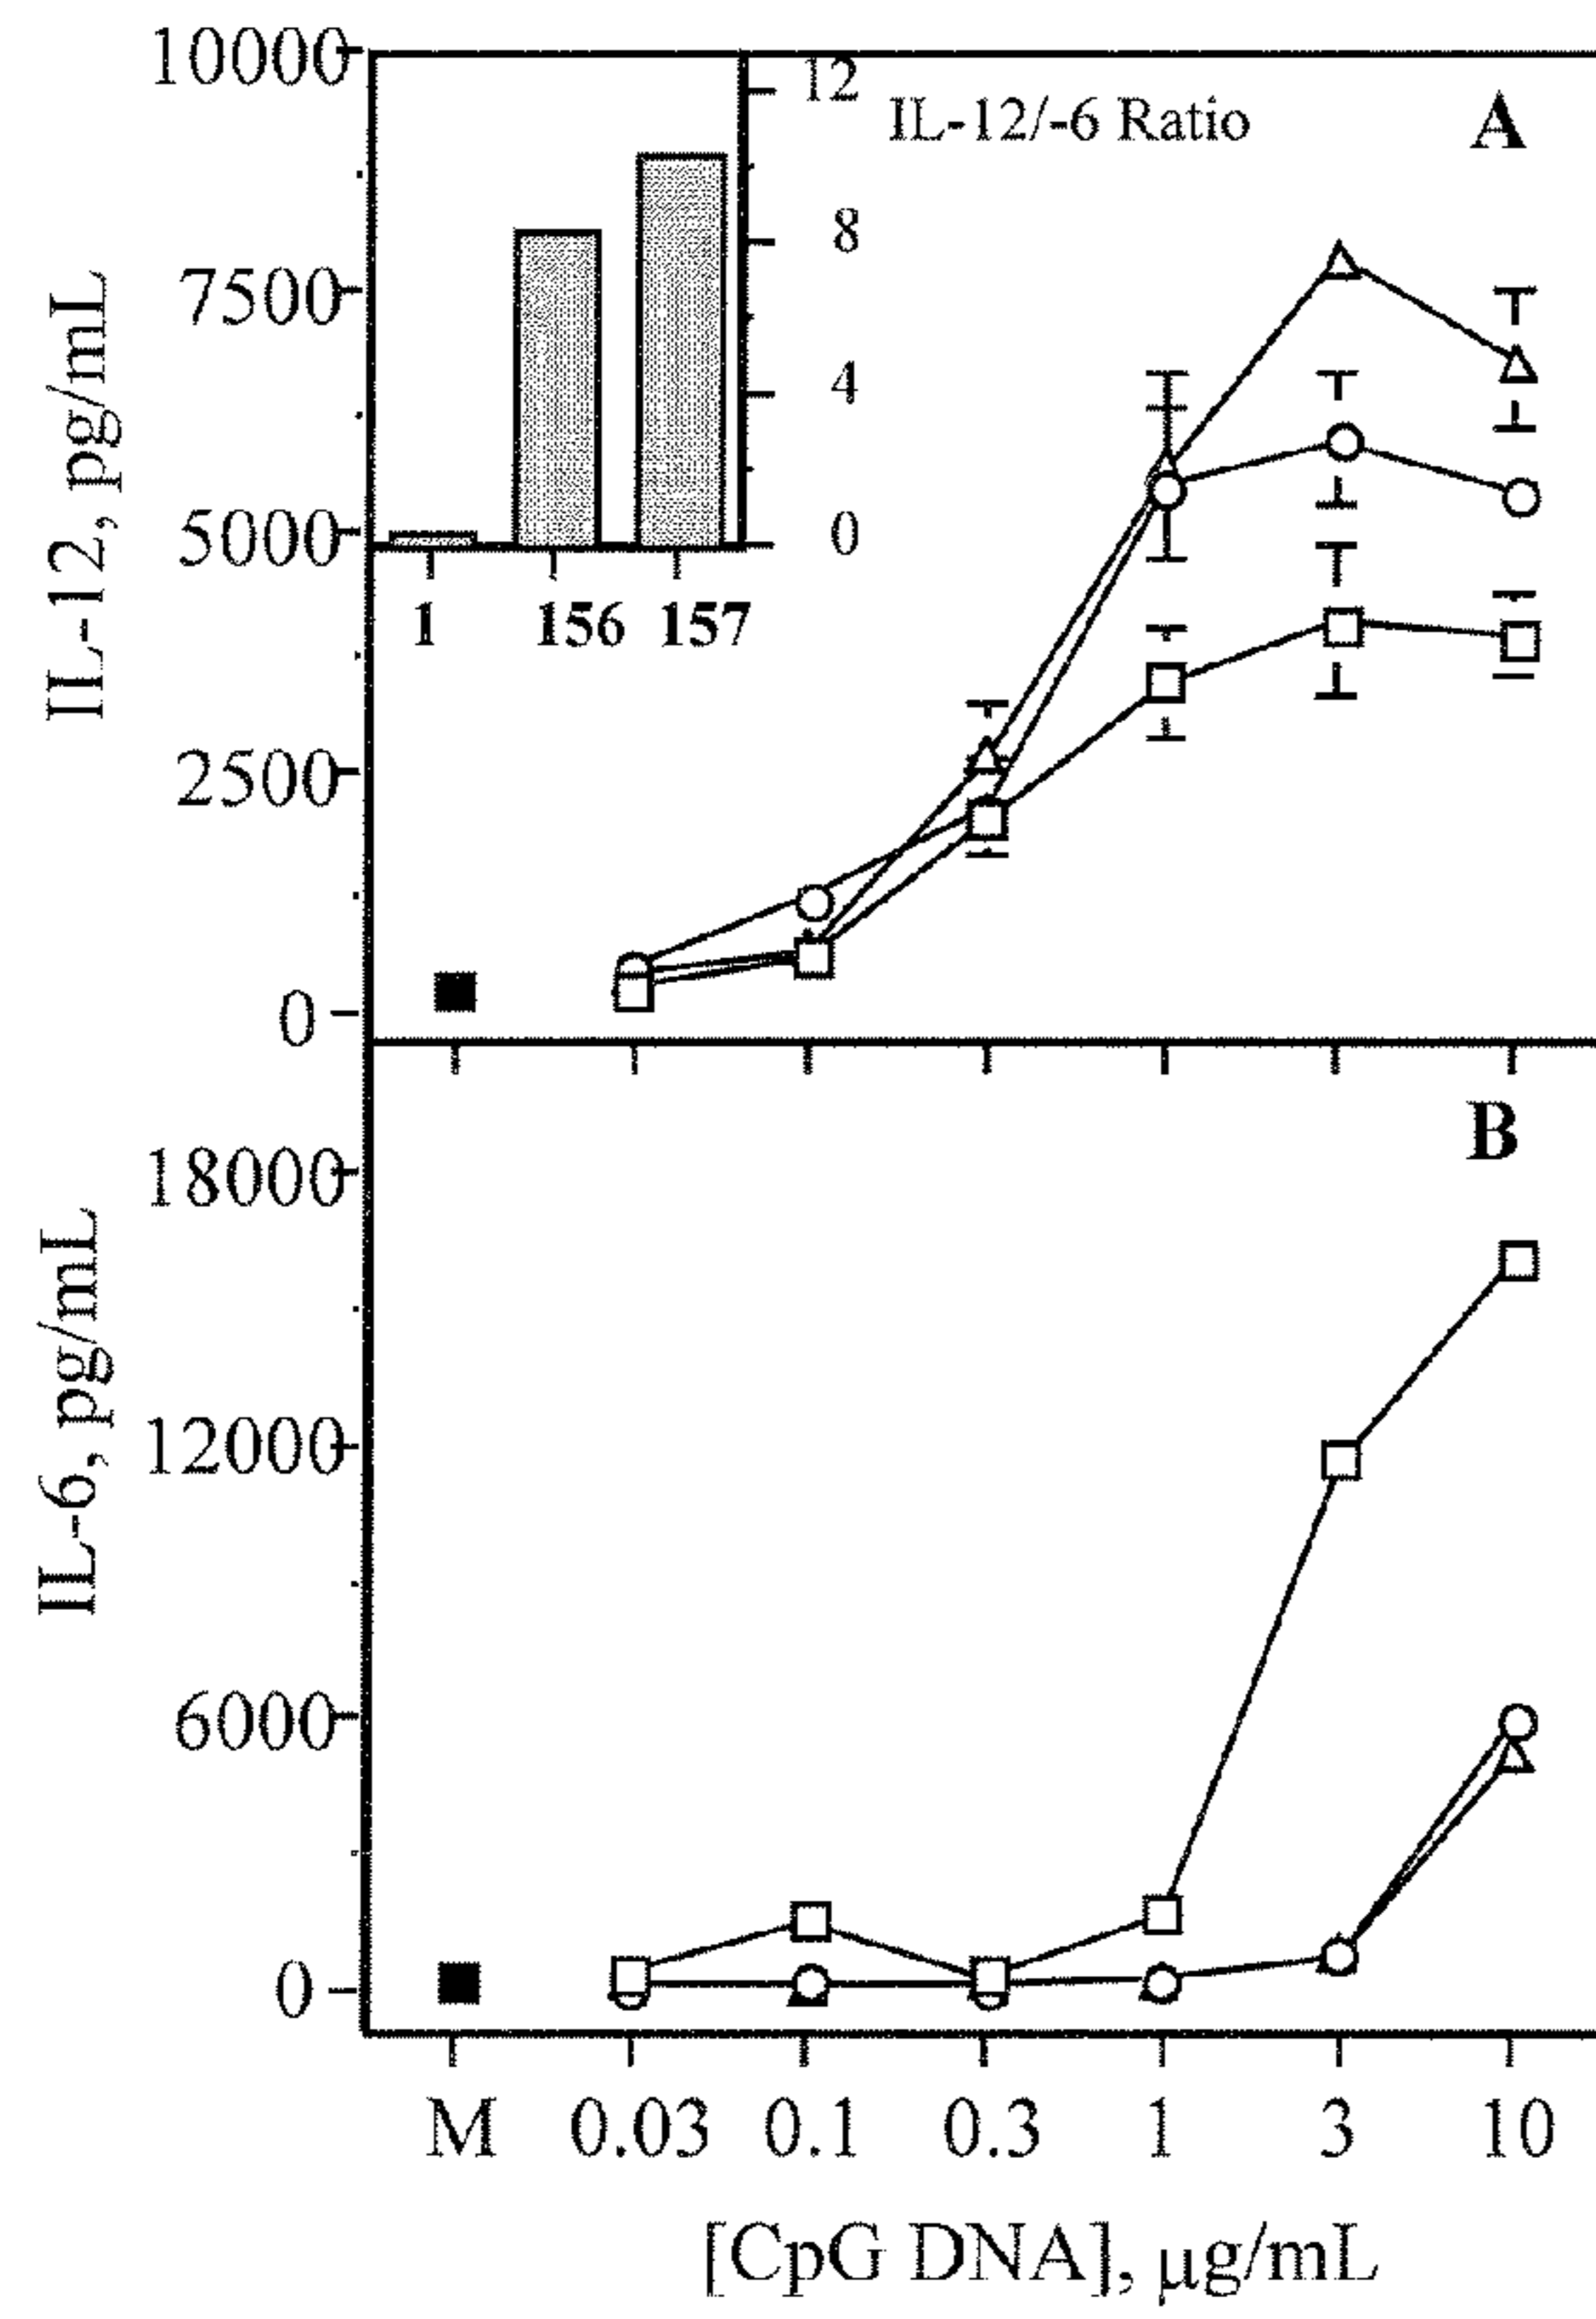 10000
12
IL-12/-6 Ratio
A
8
7500
4
5000
0
1 156 157
2500
0
IL-12, pg/mL
B
18000
12000
6000
0
IL-6, pg/mL
M 0.03 0.1 0.3 1 3 10
[CpG DNA], μg/mL